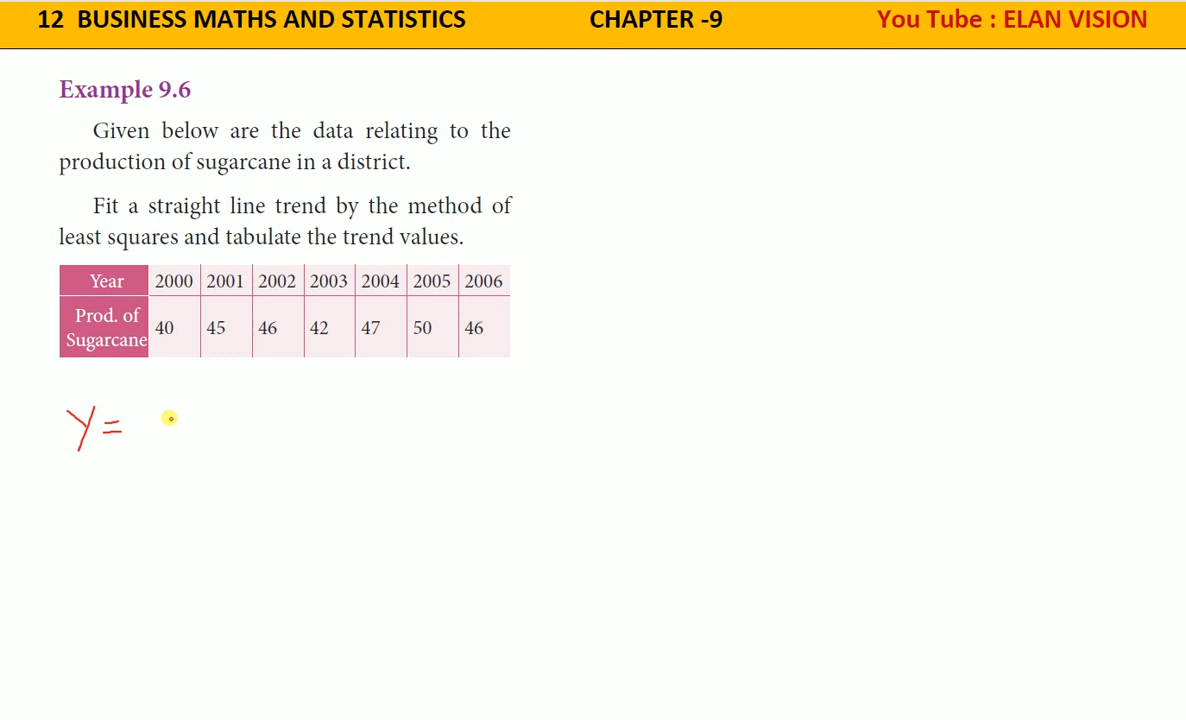 12 BUSINESS MATHS AND STATISTICS CHAPTER -9 You Tube : ELAN VISION
Example 9.6
Given below are the data relating to the
production of sugarcane in a district.
Fit a straight line trend by the method of
least squares and tabulate the trend values.
Year 2000 2001 2002 2003 2004 2005 2006
Prod. of
Sugarcane 40 45 46 42 47 50 46
Y =